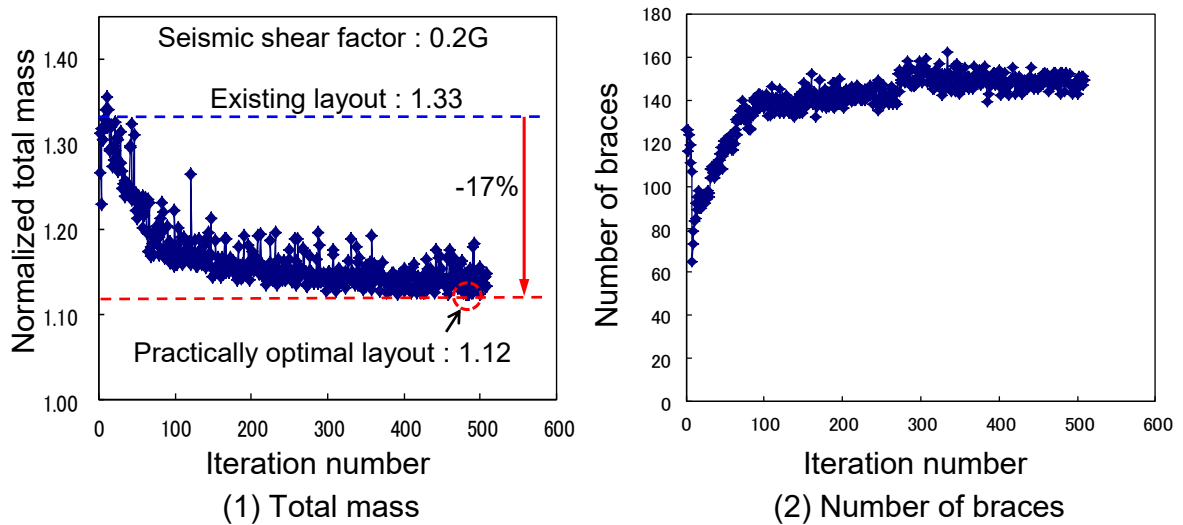 Seismic shear factor : 0.2G
Existing layout : 1.33
-17%
Practically optimal layout : 1.12
Normalized total mass
1.40
1.30
1.20
1.10
1.00
0 100 200 300 400 500 600
Iteration number
(1) Total mass
Number of braces
180
160
140
120
100
80
60
40
20
0
0 100 200 300 400 500 600
Iteration number
(2) Number of braces